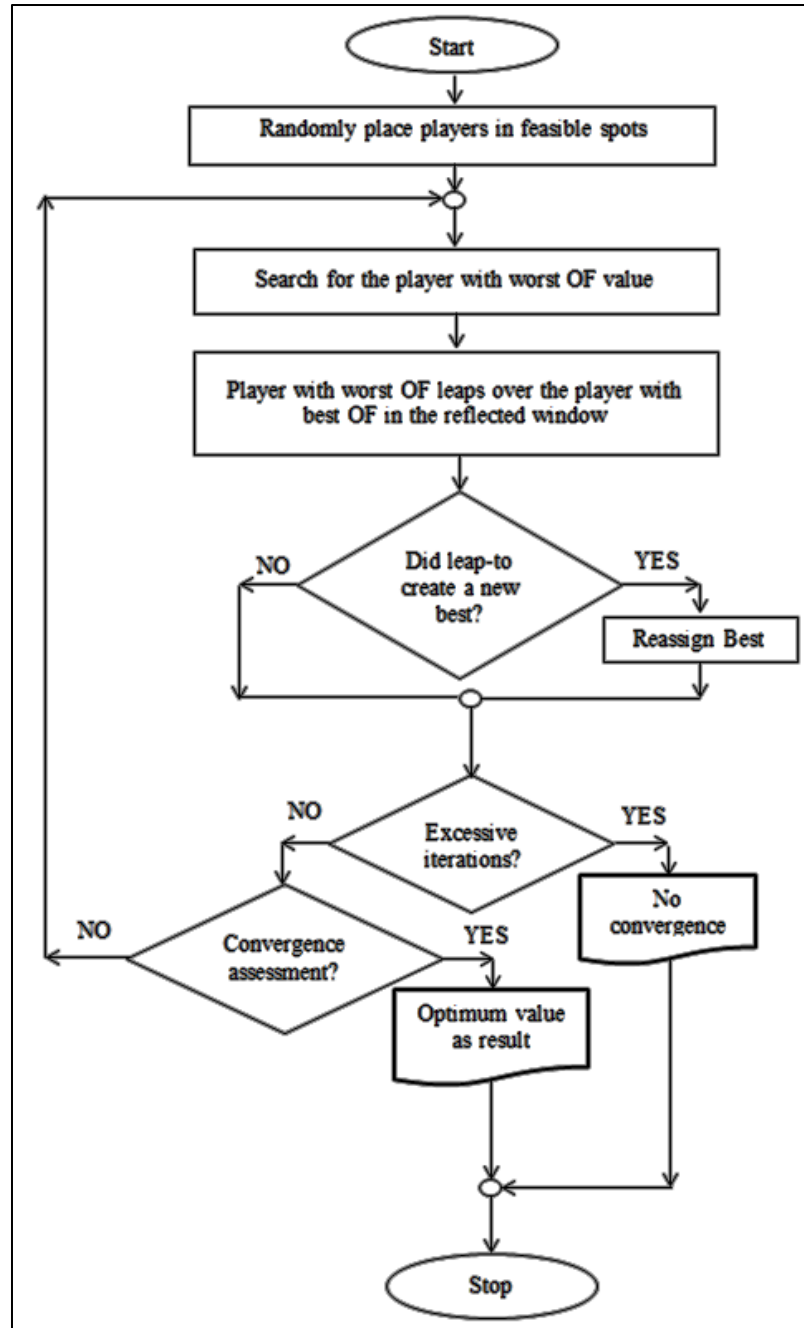 Start
Randomly place players in feasible spots
Search for the player with worst OF value
Player with worst OF leaps over the player with
best OF in the reflected window
NO
Did leap-to
create a new
best?
YES
Reassign Best
NO
Excessive
iterations?
YES
No
convergence
NO
Convergence
assessment?
YES
Optimum value
as result
Stop